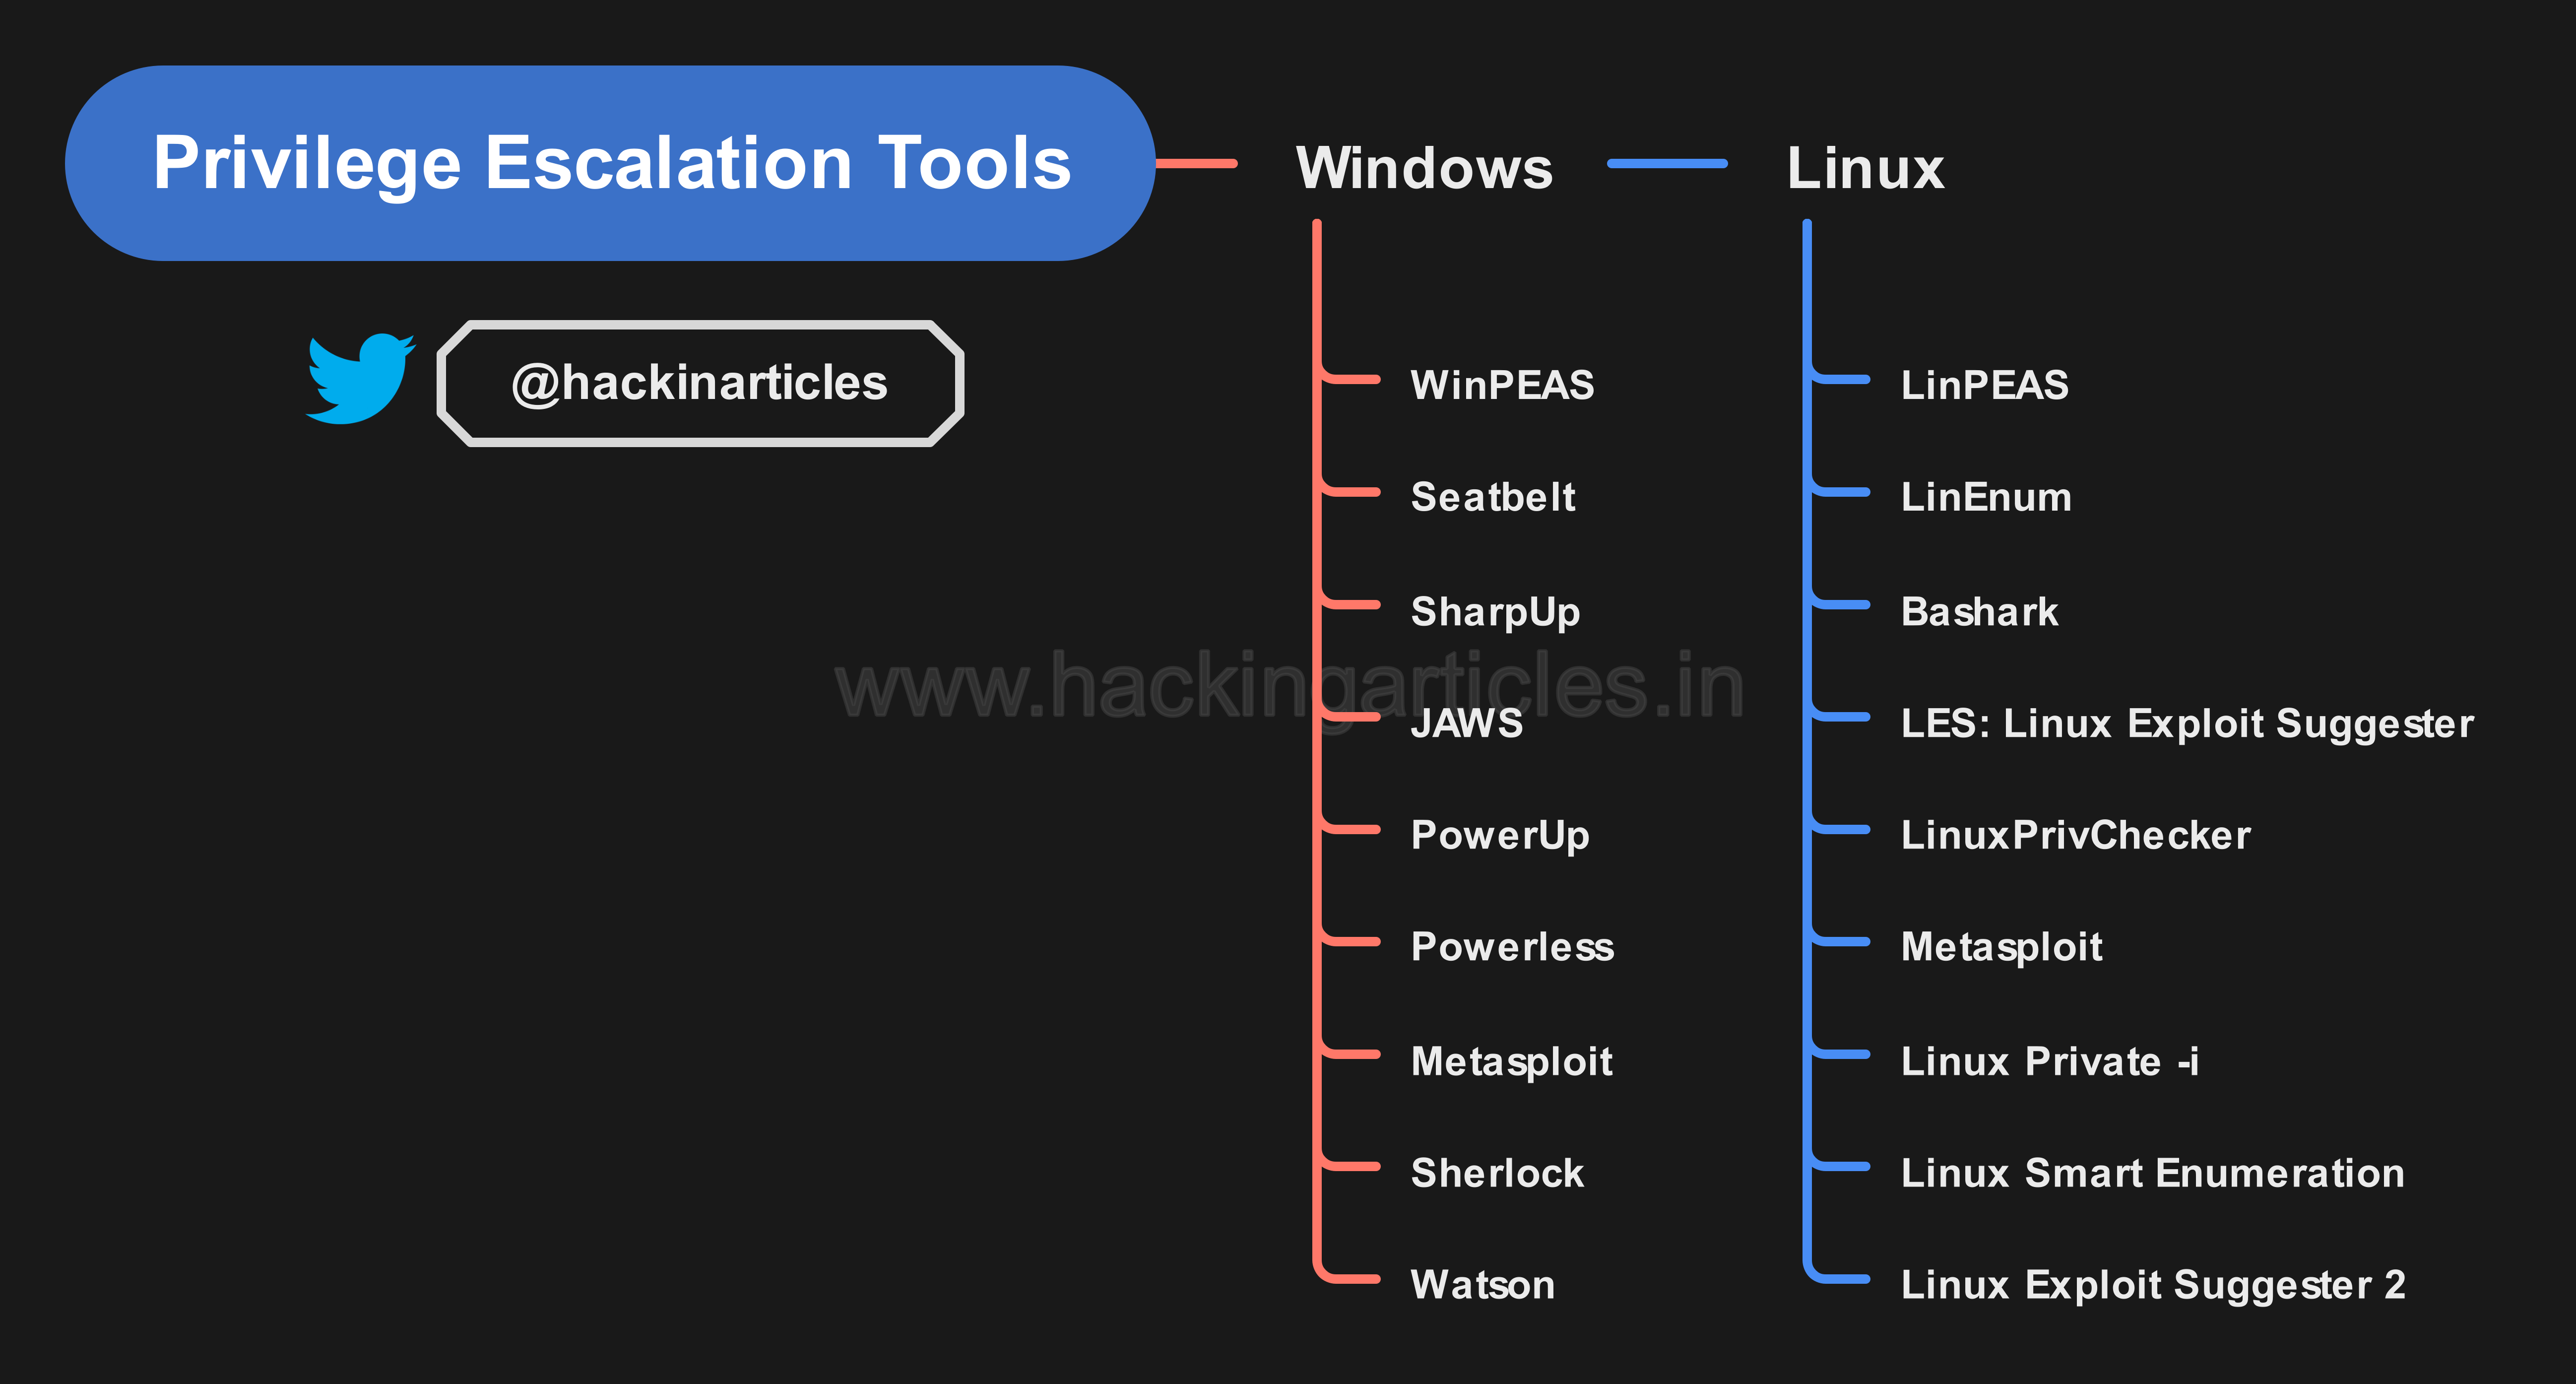 Privilege Escalation Tools
Windows
Linux
@hackinarticles
WinPEAS
Seatbelt
SharpUp
JAWS
PowerUp
Powerless
Metasploit
Sherlock
Watson
LinPEAS
LinEnum
Bashark
LES: Linux Exploit Suggester
LinuxPrivChecker
Metasploit
Linux Private -i
Linux Smart Enumeration
Linux Exploit Suggester 2
www.hackingarticles.in